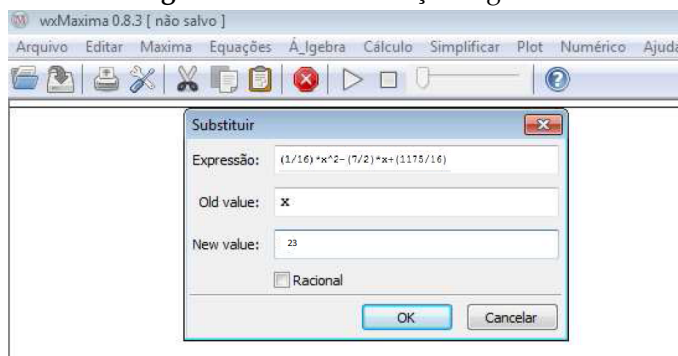 wxMaxima 0.8.3 [ não salvo ]
Arquivo Editar Maxima Equações Á_lgebra Cálculo Simplificar Plot Numérico Ajuda
Substituir
Expressão: (1/16)*x^2-(7/2)*x+(1175/16)
Old value: x
New value: 23
Racional
OK Cancelar